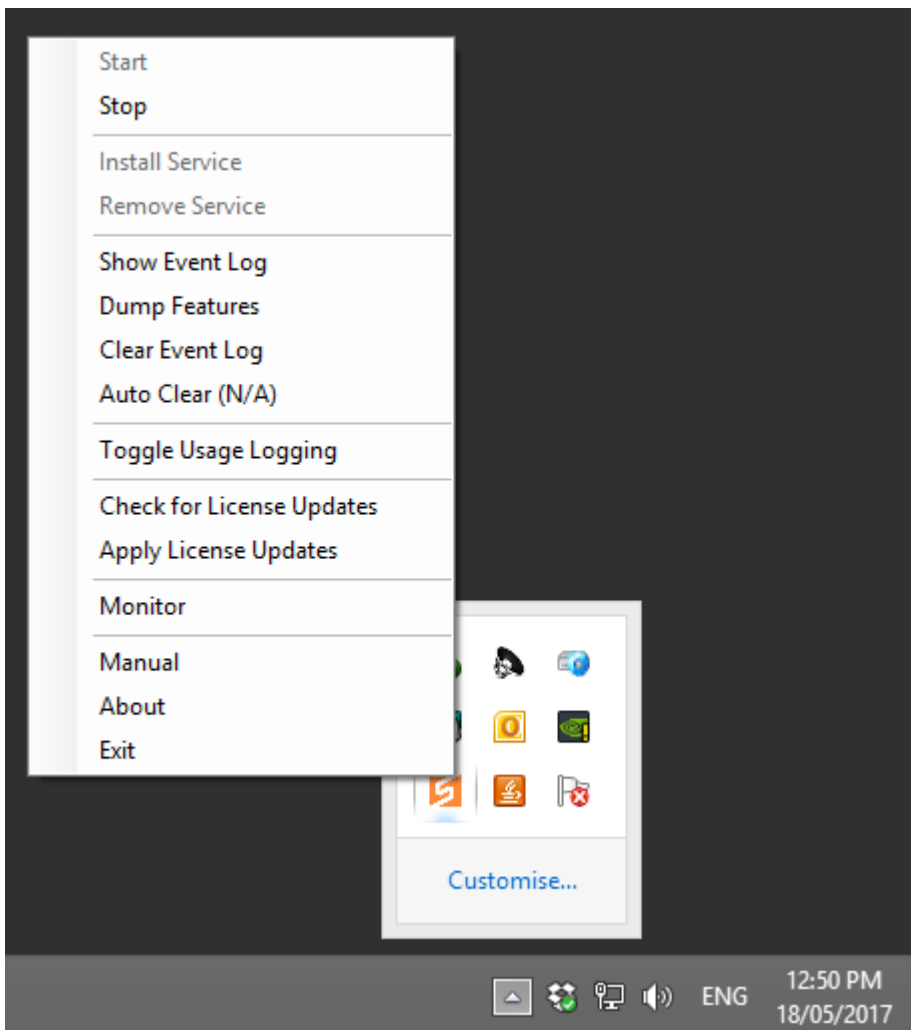 Start
Stop
Install Service
Remove Service
Show Event Log
Dump Features
Clear Event Log
Auto Clear (N/A)
Toggle Usage Logging
Check for License Updates
Apply License Updates
Monitor
Manual
About
Exit
Customise...
ENG
12:50 PM
18/05/2017